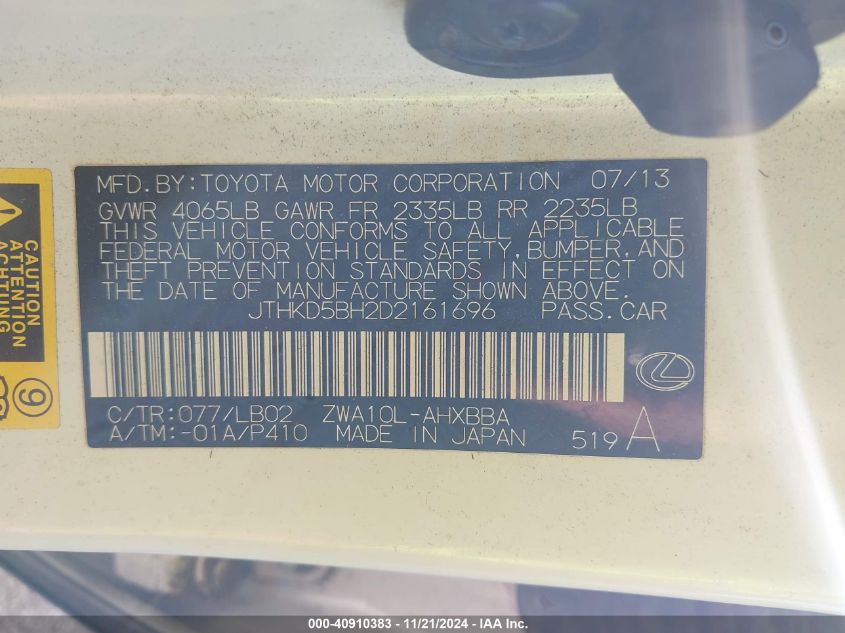 MFD.BY:TOYOTA MOTOR CORPORATION 07/13
GVWR 4065LB GAWR FR 2335LB RR 2235LB
THIS VEHICLE CONFORMS TO ALL APPLICABLE
FEDERAL MOTOR VEHICLE SAFETY,BUMPER,AND
THEFT PREVENTION STANDARDS IN EFFECT ON
THE DATE OF MANUFACTURE SHOWN ABOVE.
JTHKD5BH2D2161696 PASS.CAR
C/TR:077/LB02 ZWA10L-AHXBBA
A/TM:-01A/P410 MADE IN JAPAN 519 A
CAUTION
ATTENTION
ACHTUNG
9
000-40910383 - 11/21/2024 - IAA Inc.